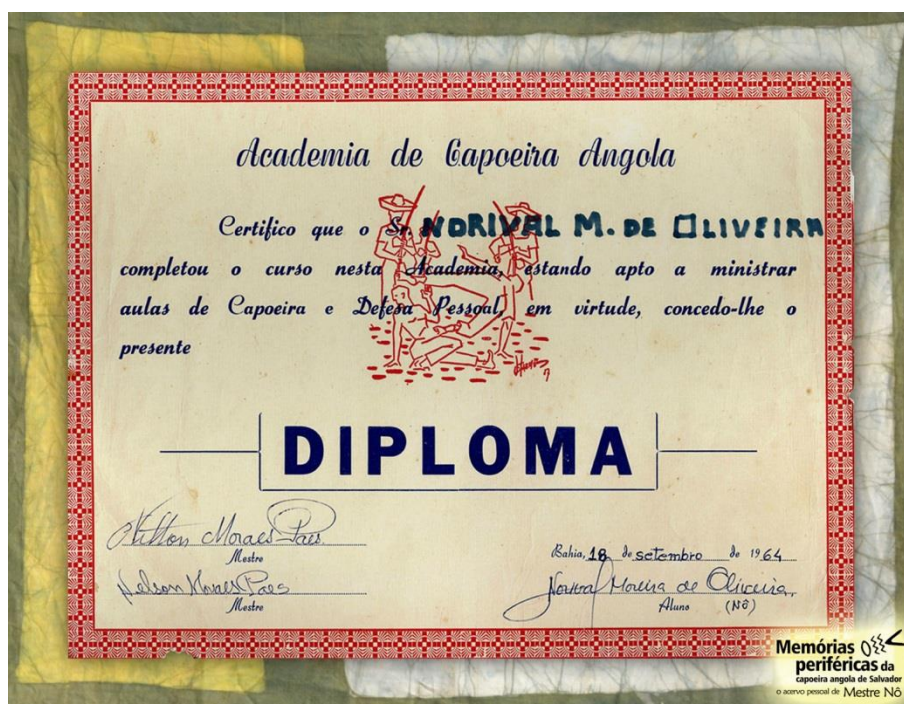 Academia de Capoeira Angola
Certifico que o Sr. NORIVAL M. DE OLIVEIRA
completou o curso nesta Academia, estando apto a ministrar
aulas de Capoeira e Defesa Pessoal, em virtude, concedo-lhe o
presente
DIPLOMA
Nilton Moraes Paes
Mestre
Nelson Moraes Paes
Mestre
Bahia, 18 de setembro de 1964
Norival Moreira de Oliveira,
Aluno (Nô)
Memórias
periféricas da
capoeira angola de Salvador
o acervo pessoal de Mestre Nô